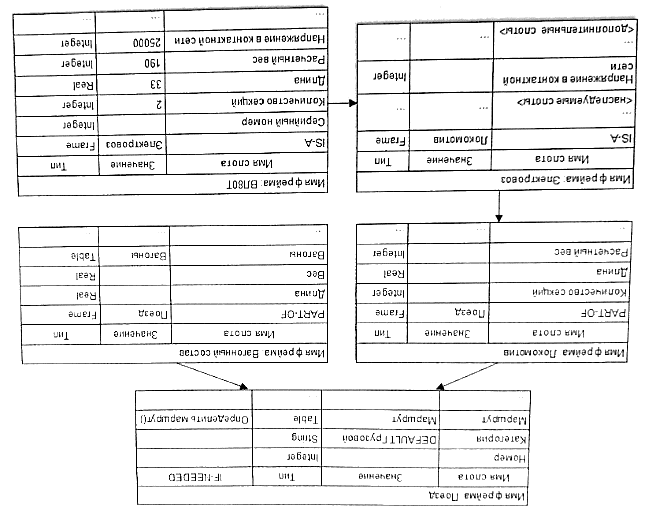 Имя фрейма Поезд
Имя слота Значение Тип IF-NEEDED
Номер Integer
Категория DEFAULT Грузовой String
Маршрут Маршрут Table Определить маршрут()
... ... ...
Имя фрейма Локомотив
Имя слота Значение Тип
PART-OF Поезд Frame
Количество секций Integer
Длина Real
Расчетный вес Integer
... ... ...
Имя фрейма Вагонный состав
Имя слота Значение Тип
PART-OF Поезд Frame
Длина Real
Вес Real
Вагоны Вагоны Table
... ... ...
Имя фрейма: Электровоз
Имя слота Значение Тип
IS-A Локомотив Frame
...
<наследуемые слоты> ... ...
Напряжение в контактной
сети Integer
...
<дополнительные слоты> ... ...
Имя фрейма: ВЛ80Т
Имя слота Значение Тип
IS-A Электровоз Frame
Серийный номер Integer
Количество секций 2 Integer
Длина 33 Real
Расчетный вес 190 Integer
Напряжение в контактной сети 25000 Integer
... ... ...